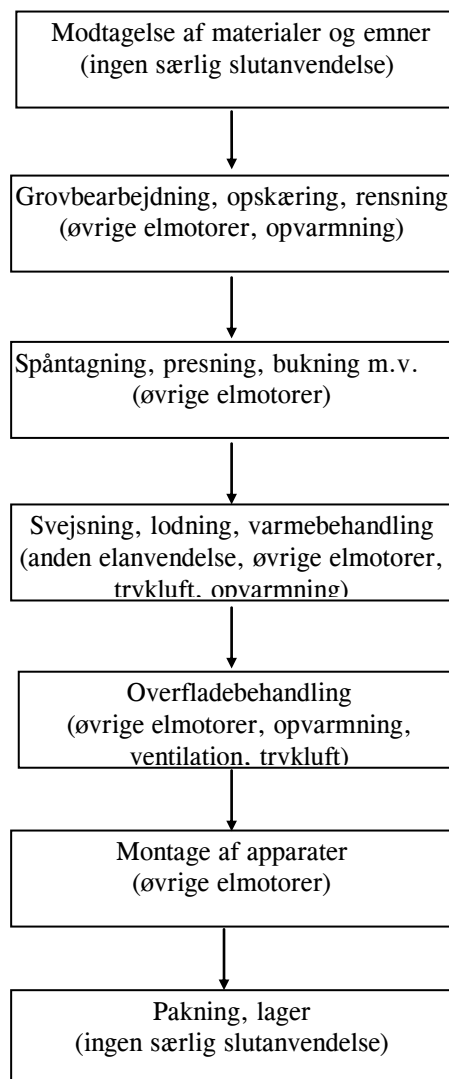 Modtagelse af materialer og emner
(ingen særlig slutanvendelse)
Grovbearbejdning, opskæring, rensning
(øvrige elmotorer, opvarmning)
Spåntagning, presning, bukning m.v.
(øvrige elmotorer)
Svejsning, lodning, varmebehandling
(anden elanvendelse, øvrige elmotorer,
trykluft, opvarmning)
Overfladebehandling
(øvrige elmotorer, opvarmning,
ventilation, trykluft)
Montage af apparater
(øvrige elmotorer)
Pakning, lager
(ingen særlig slutanvendelse)